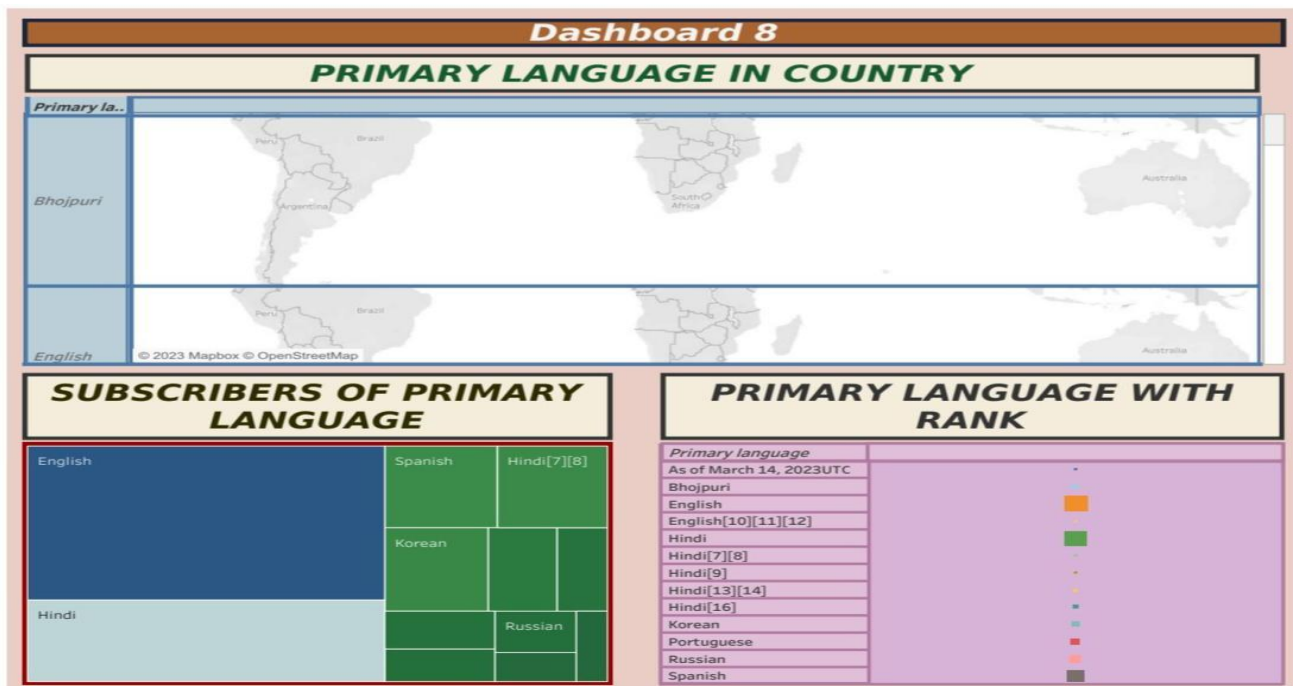 Dashboard 8
PRIMARY LANGUAGE IN COUNTRY
Primary la..
Bhojpuri
Peru
Brazil
Argentina
South
Africa
Australia
English
Peru
Brazil
Australia
© 2023 Mapbox © OpenStreetMap
SUBSCRIBERS OF PRIMARY
LANGUAGE
English
Spanish
Hindi[7][8]
Korean
Hindi
Russian
PRIMARY LANGUAGE WITH
RANK
Primary language
As of March 14, 2023UTC
Bhojpuri
English
English[10][11][12]
Hindi
Hindi[7][8]
Hindi[9]
Hindi[13][14]
Hindi[16]
Korean
Portuguese
Russian
Spanish